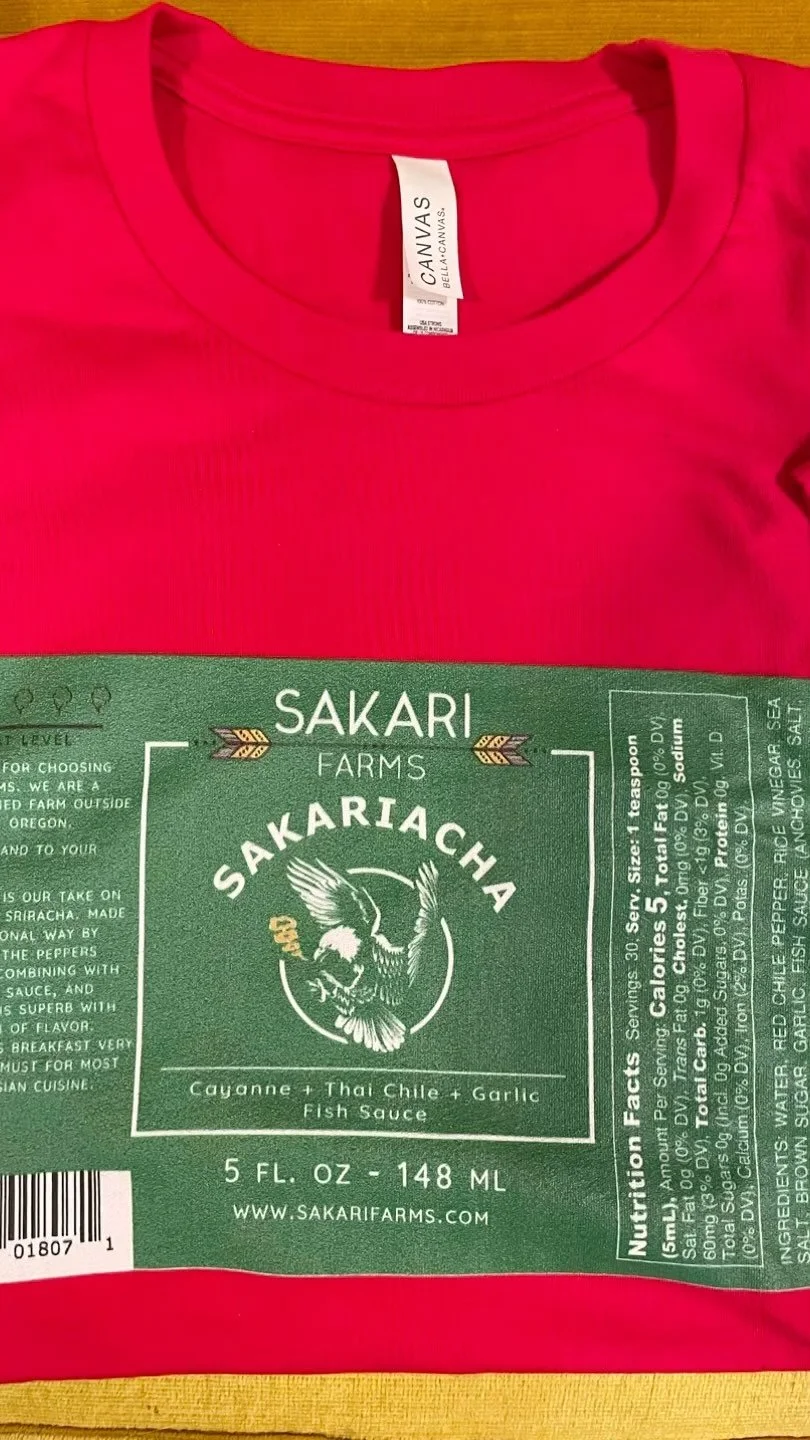 CANVAS
BELLA+CANVAS.
100% COTTON
SAKARI
FARMS
SAKARIACHA
Cayanne + Thai Chile + Garlic
Fish Sauce
5 FL. OZ - 148 ML
WWW.SAKARIFARMS.COM
LEVEL
FOR CHOOSING
WE ARE A
FARM OUTSIDE
OREGON.
AND TO YOUR
IS OUR TAKE ON
SRIRACHA. MADE
WAY BY
THE PEPPERS
COMBINING WITH
SAUCE, AND
IS SUPERB WITH
OF FLAVOR.
BREAKFAST VERY
MUST FOR MOST
CUISINE.
01807 1
Nutrition Facts Servings: 30, Serv. Size: 1 teaspoon
(5mL), Amount Per Serving: Calories 5, Total Fat 0g (0% DV),
Sat. Fat 0g (0% DV), Trans Fat 0g, Cholest. 0mg (0% DV), Sodium
60mg (3% DV), Total Carb. 1g (0% DV), Fiber <1g (3% DV),
Total Sugars 0g (Incl. 0g Added Sugars, 0% DV), Protein 0g, Vit. D
(0% DV), Calcium (0% DV), Iron (2% DV), Potas. (0% DV).
INGREDIENTS: WATER, RED CHILE PEPPER, RICE VINEGAR, SEA
SALT, BROWN SUGAR, GARLIC, FISH SAUCE (ANCHOVIES, SALT,